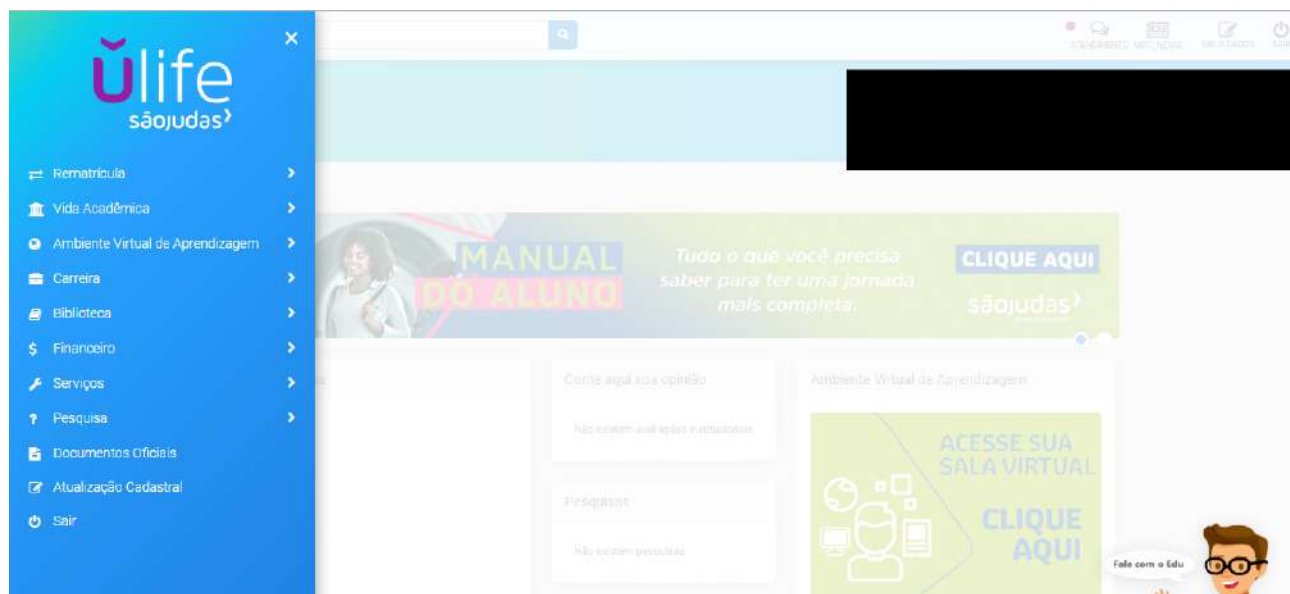 ŭlife
sãojudas
ATENDIMENTO
SAIR
Rematrícula
Vida Acadêmica
Ambiente Virtual de Aprendizagem
Carreira
Biblioteca
$ Financeiro
Serviços
? Pesquisa
Documentos Oficiais
Atualização Cadastral
Sair
MANUAL
DO ALUNO
Tudo o que você precisa
saber para ter uma jornada
mais completa.
CLIQUE AQUI
sãojudas
Conte aqui sua opinião
Não existem avaliações institucionais
Pesquisas
Não existem pesquisas
Ambiente Virtual de Aprendizagem
ACESSE SUA
SALA VIRTUAL
CLIQUE
AQUI
Fale com o Edu